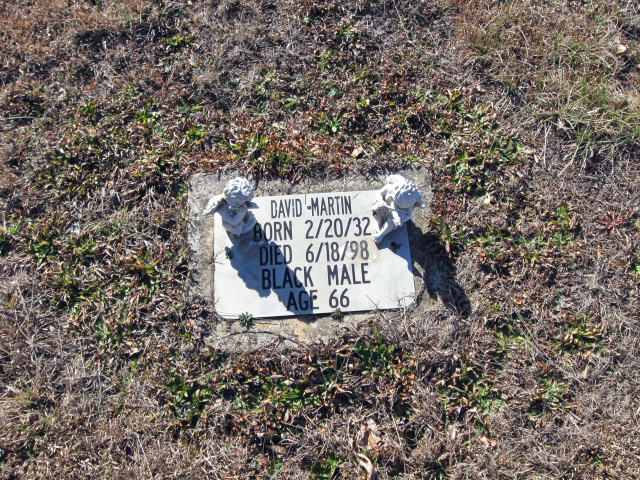 DAVID MARTIN
BORN 2/20/32
DIED 6/18/98
BLACK MALE
AGE 66